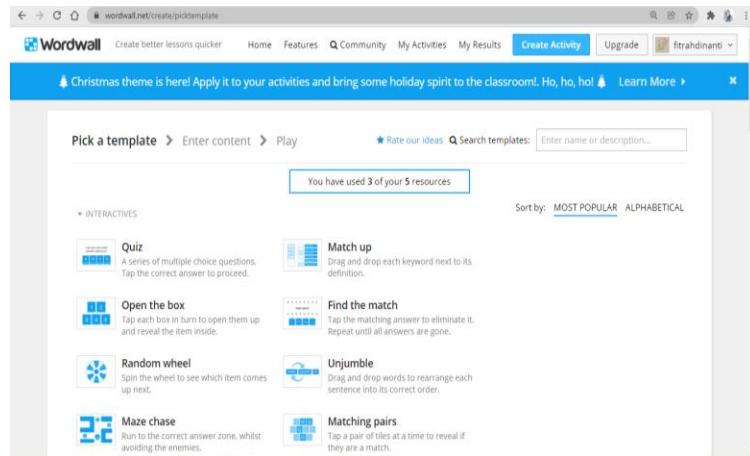 wordwall.net/create/picktemplate
Wordwall Create better lessons quicker Home Features Community My Activities My Results Create Activity Upgrade fitrahdinanti
Christmas theme is here! Apply it to your activities and bring some holiday spirit to the classroom!. Ho, ho, ho! Learn More
Pick a template > Enter content > Play Rate our ideas Search templates: Enter name or description...
You have used 3 of your 5 resources
INTERACTIVES Sort by: MOST POPULAR ALPHABETICAL
Quiz
A series of multiple choice questions.
Tap the correct answer to proceed.
Match up
Drag and drop each keyword next to its
definition.
Open the box
Tap each box in turn to open them up
and reveal the item inside.
Find the match
Tap the matching answer to eliminate it.
Repeat until all answers are gone.
Random wheel
Spin the wheel to see which item comes
up next.
Unjumble
Drag and drop words to rearrange each
sentence into its correct order.
Maze chase
Run to the correct answer zone, whilst
avoiding the enemies.
Matching pairs
Tap a pair of tiles at a time to reveal if
they are a match.